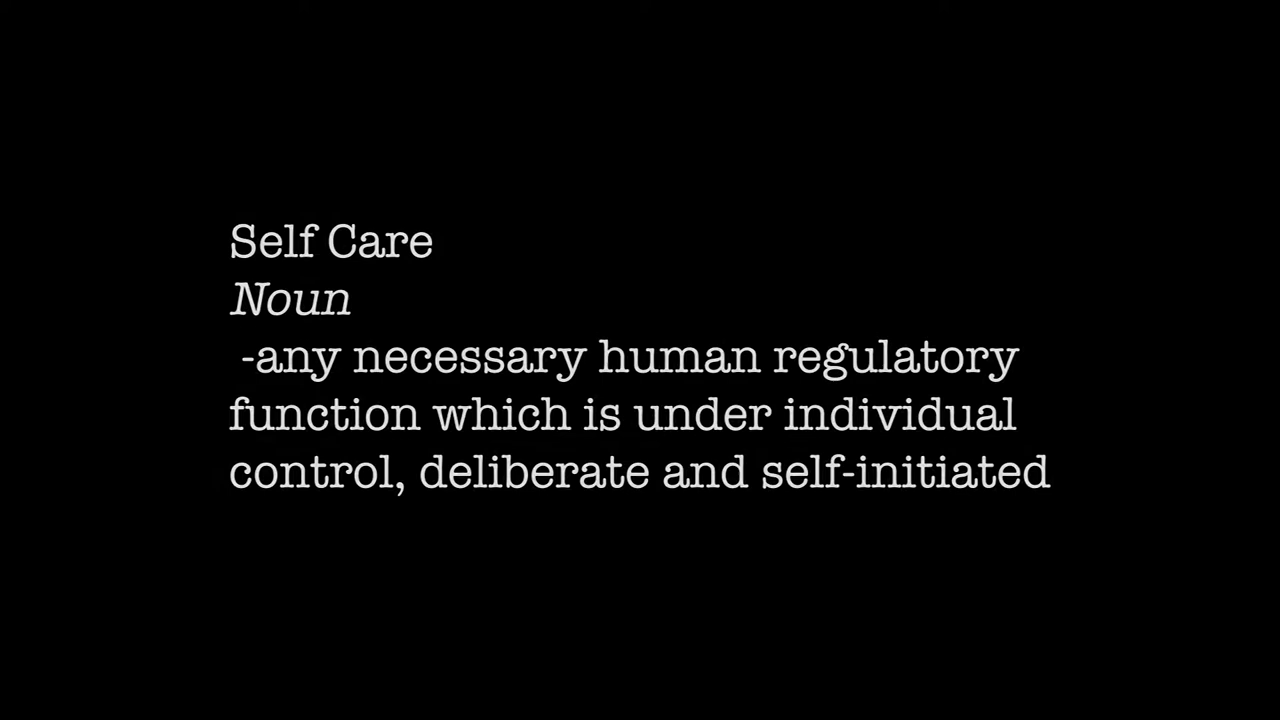 Self Care
Noun
-any necessary human regulatory
function which is under individual
control, deliberate and self-initiated